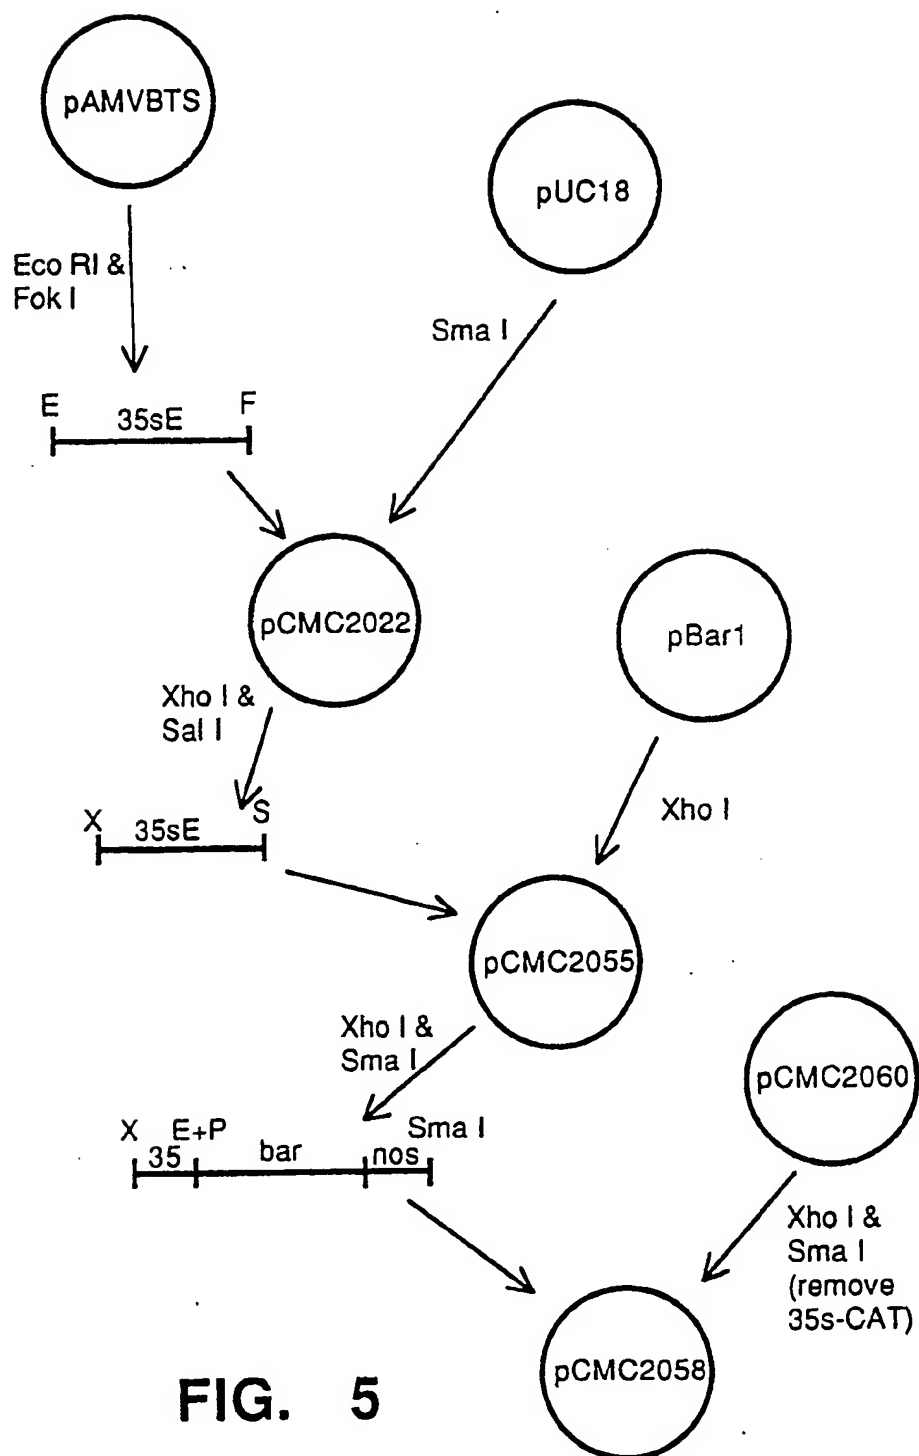 pAMVBTS
pUC18
Eco RI &
Fok I
Sma I
E
F
35sE
pCMC2022
pBar1
Xho I &
Sal I
Xho I
X
S
35sE
pCMC2055
Xho I &
Sma I
pCMC2060
X
E+P
Sma I
35
bar
nos
Xho I &
Sma I
(remove
35s-CAT)
pCMC2058
FIG. 5